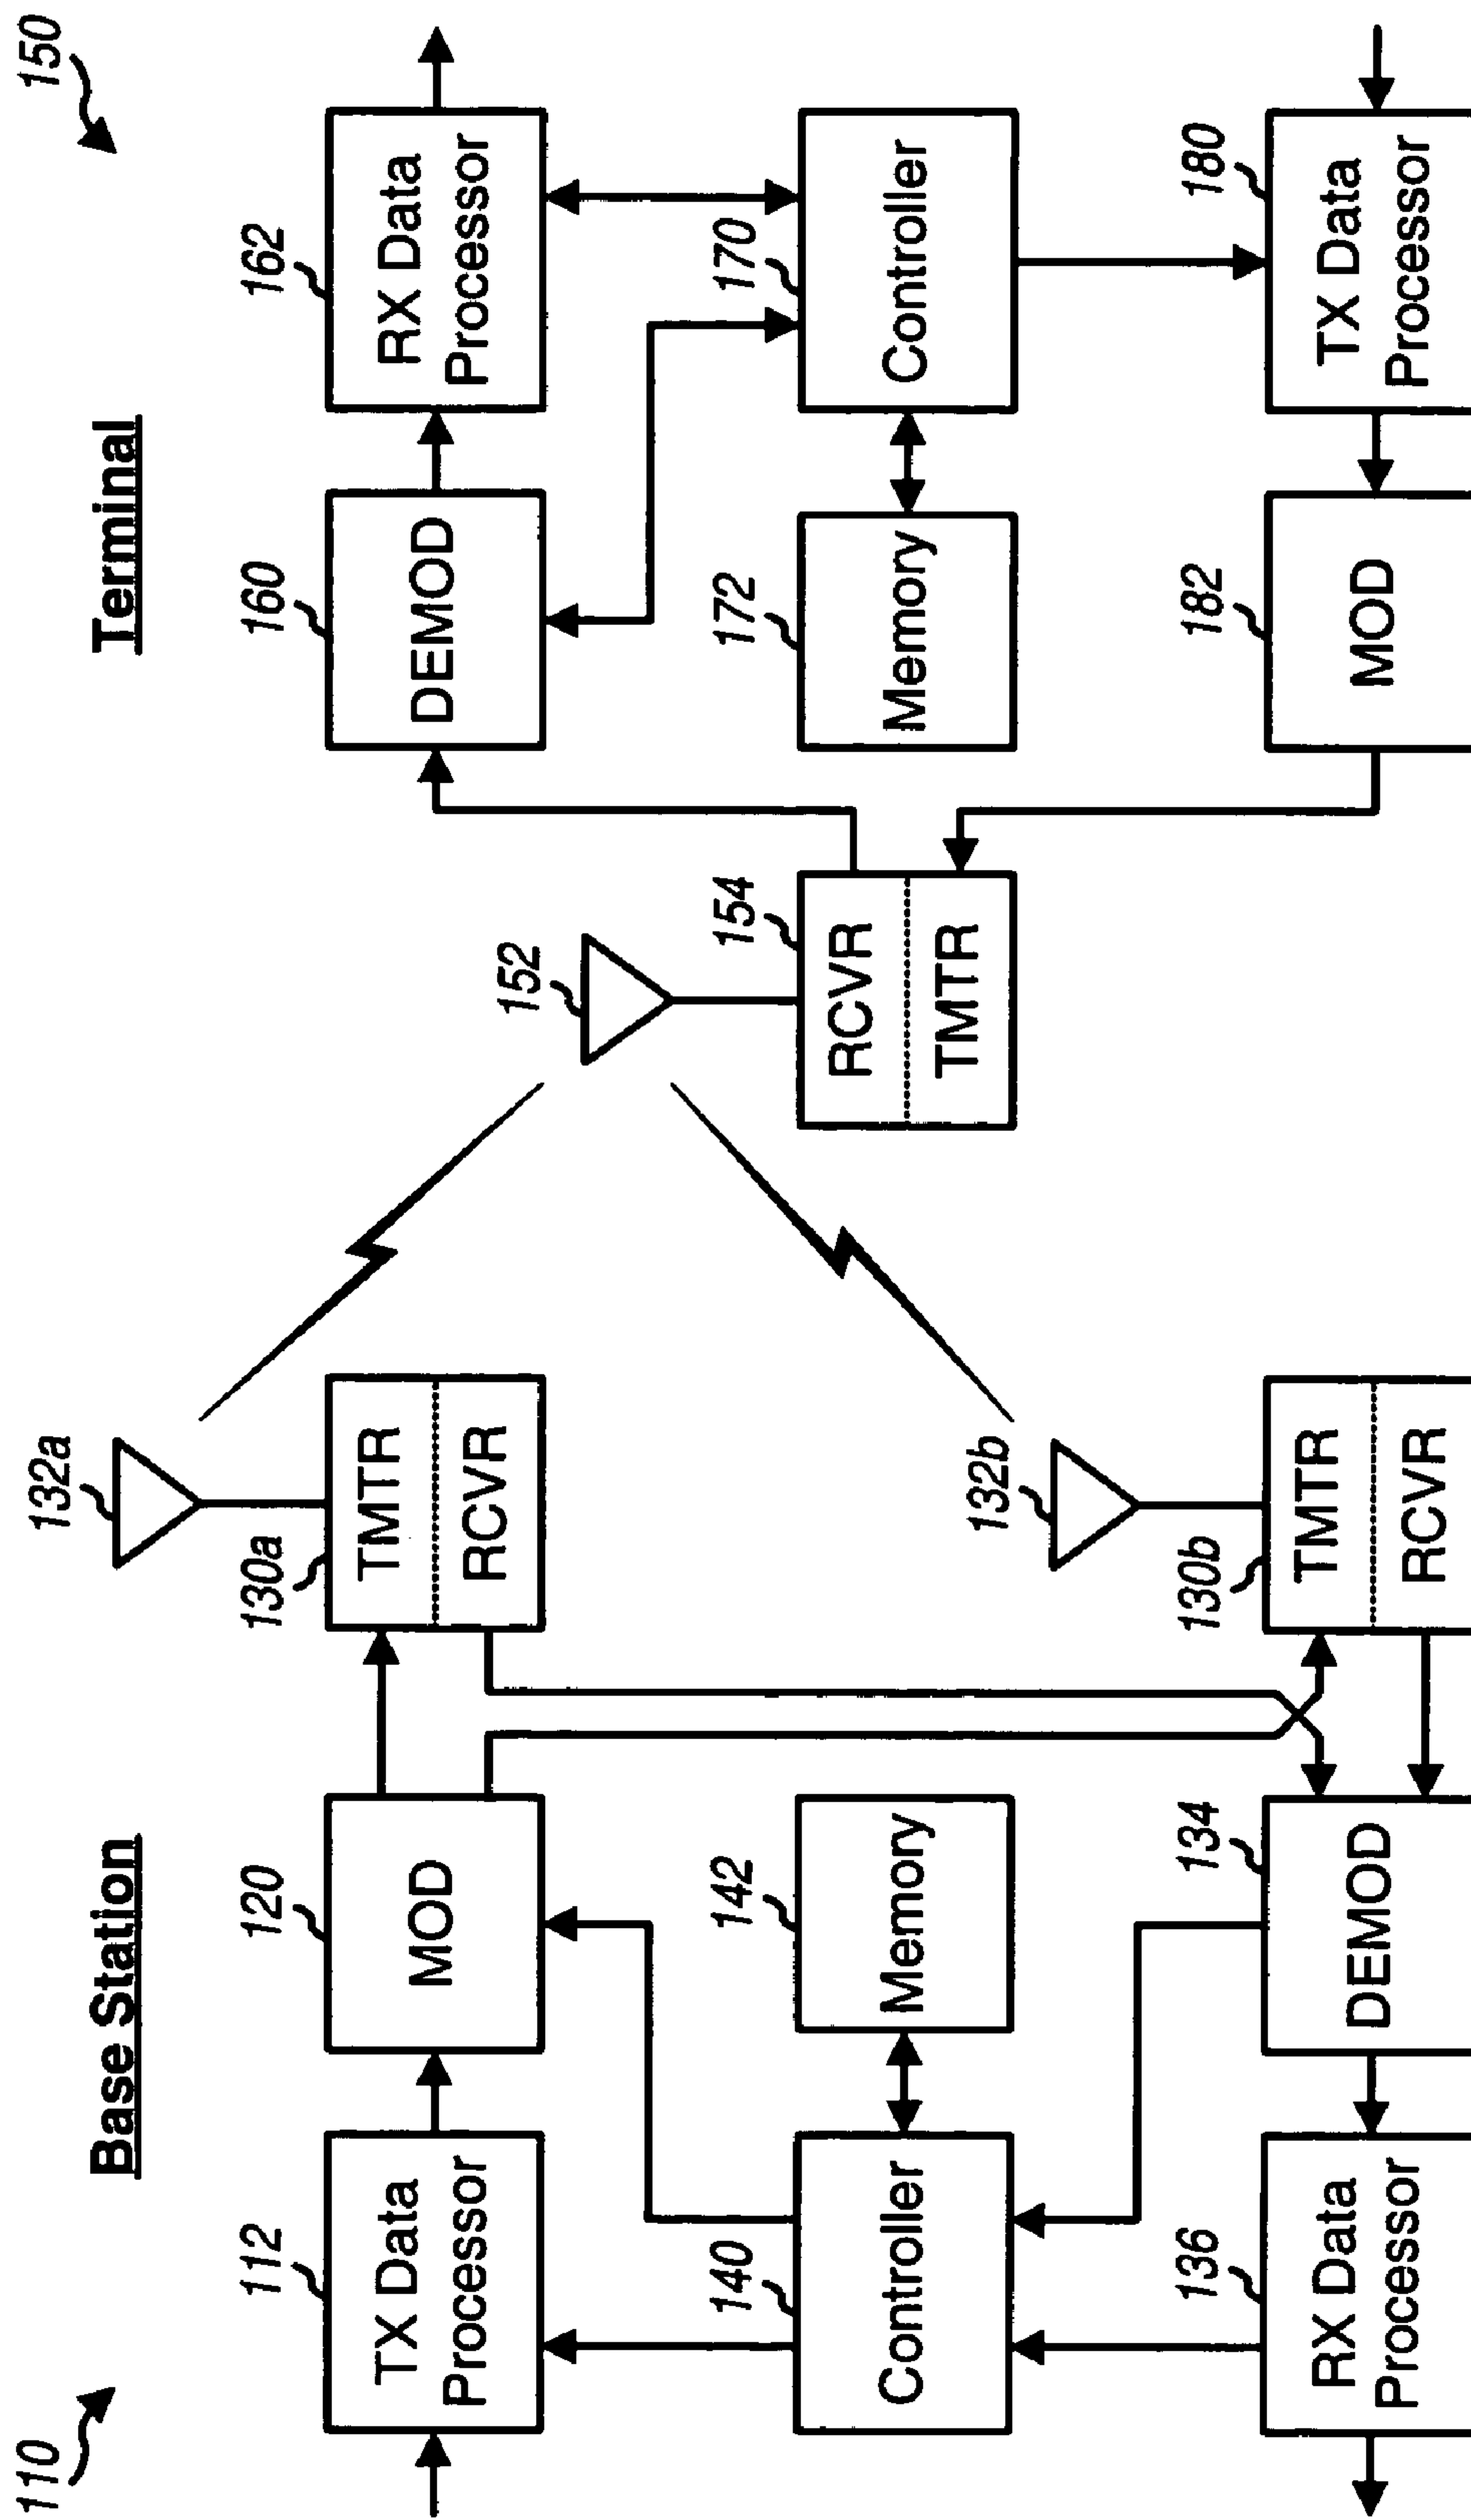 110
Base Station
Terminal
150
112
TX Data
Processor
120
MOD
130a
TMTR
RCVR
132a
152
154
RCVR
TMTR
160
DEMOD
162
RX Data
Processor
140
Controller
142
Memory
172
Memory
170
Controller
136
RX Data
Processor
134
DEMOD
130b
TMTR
RCVR
132b
182
MOD
180
TX Data
Processor